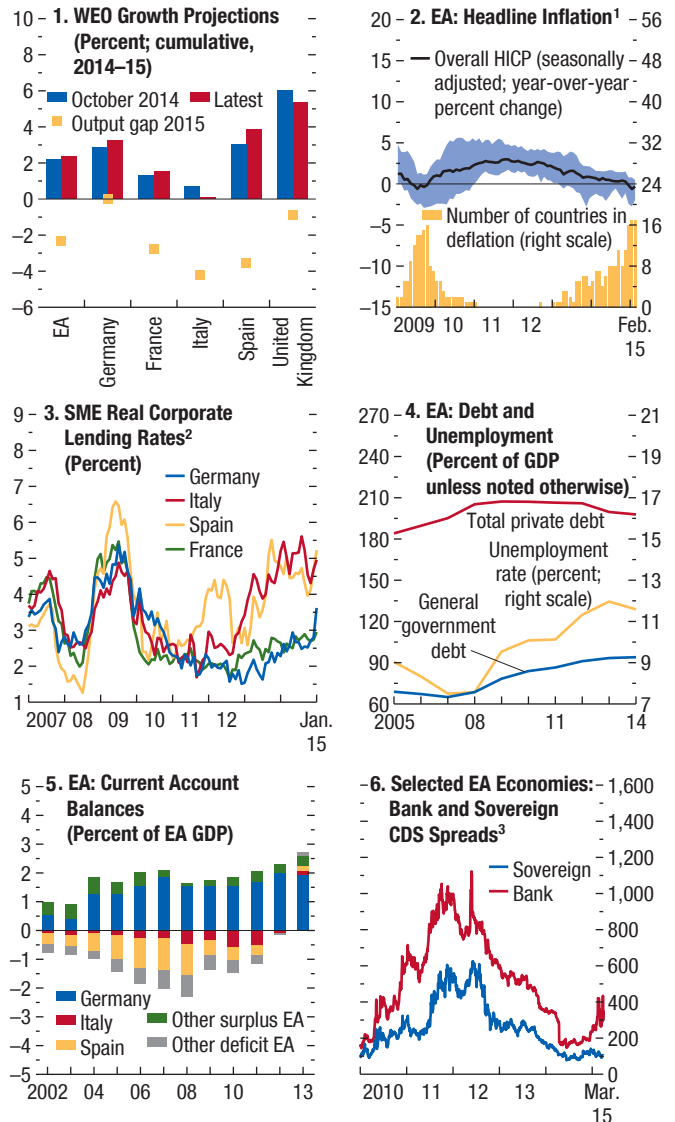 1. WEO Growth Projections
(Percent; cumulative,
2014–15)
October 2014
Latest
Output gap 2015
10
8
6
4
2
0
−2
−4
−6
EA
Germany
France
Italy
Spain
United
Kingdom
2. EA: Headline Inflation¹
Overall HICP (seasonally
adjusted; year-over-year
percent change)
Number of countries in
deflation (right scale)
20
15
10
5
0
−5
−10
−15
56
52
48
44
40
36
32
28
24
20
16
12
8
4
0
2009 10 11 12 Feb.
15
3. SME Real Corporate
Lending Rates²
(Percent)
Germany
Italy
Spain
France
9
8
7
6
5
4
3
2
1
2007 08 09 10 11 12 Jan.
15
4. EA: Debt and
Unemployment
(Percent of GDP
unless noted otherwise)
Total private debt
Unemployment
rate (percent;
right scale)
General
government
debt
270
240
210
180
150
120
90
60
21
19
17
15
13
11
9
7
2005 08 11 14
5. EA: Current Account
Balances
(Percent of EA GDP)
Germany
Italy
Spain
Other surplus EA
Other deficit EA
5
4
3
2
1
0
−1
−2
−3
−4
−5
2002 04 06 08 10 13
6. Selected EA Economies:
Bank and Sovereign
CDS Spreads³
Sovereign
Bank
1,600
1,400
1,200
1,000
800
600
400
200
0
2010 11 12 13 Mar.
15